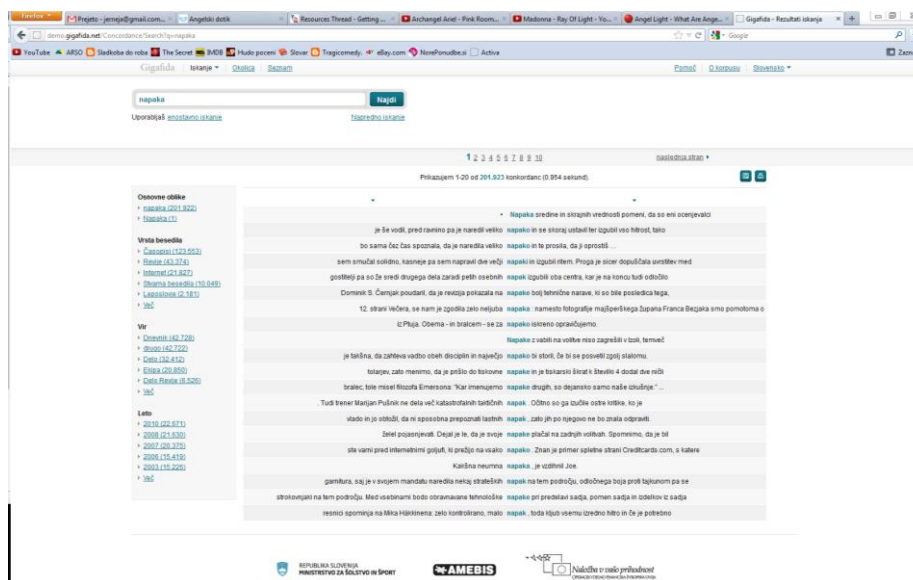 Firefox
Prejeto - jerneja@gmail.com...
Angelski dotik
Resources Thread - Getting ...
Archangel Ariel - Pink Room...
Madonna - Ray Of Light - Yo...
Angel Light - What Are Ange...
Gigafida - Rezultati iskanja
demo.gigafida.net/Concordance/Search?q=napaka
Google
YouTube ARSO Sladkobe do robe The Secret IMDB Hudo poceni Slovar Tragicomedy. eBay.com NorePonudbe.si Activa
Gigafida Iskanje Okolica Seznam Pomoč O korpusu Slovensko
napaka Najdi
Uporabljaš enostavno iskanje Napredno iskanje
1 2 3 4 5 6 7 8 9 10 naslednja stran
Prikazujem 1-20 od 201.923 konkordanc (0.954 sekund).
Osnovne oblike
napaka (201.922)
Napaka (1)
Vrsta besedila
Časopisi (123.553)
Revije (43.374)
Internet (21.827)
Stvarna besedila (10.049)
Leposlovje (2.181)
Več
Vir
Dnevnik (42.728)
drugo (42.722)
Delo (32.412)
Ekipa (20.850)
Delo Revije (6.526)
Več
Leto
2010 (22.671)
2008 (21.630)
2007 (20.375)
2006 (15.419)
2003 (15.226)
Več
• Napaka sredine in skrajnih vrednosti pomeni, da so eni ocenjevalci
je še vodil, pred ravnino pa je naredil veliko napako in se skoraj ustavil ter izgubil vso hitrost, tako
bo sama čez čas spoznala, da je naredila veliko napako in te prosila, da ji oprostiš ...
sem smučal solidno, kasneje pa sem napravil dve večji napaki in izgubil ritem. Proga je sicer dopuščala uvrstitev med
gostitelji pa so že sredi drugega dela zaradi petih osebnih napak izgubili oba centra, kar je na koncu tudi odločilo
Dominik S. Černjak poudaril, da je revizija pokazala na napake bolj tehnične narave, ki so bile posledica tega,
12. strani Večera, se nam je zgodila zelo neljuba napaka : namesto fotografije majšperškega župana Franca Bezjaka smo pomotoma o
iz Ptuja. Obema - in bralcem - se za napako iskreno opravičujemo.
Napake z vabili na volitve niso zagrešili v Izoli, temveč
je takšna, da zahteva vadbo obeh disciplin in največjo napako bi storil, če bi se posvetil zgolj slalomu.
tolarjev, zato menimo, da je prišlo do tiskovne napake in je tiskarski škrat k številu 4 dodal dve ničli
bralec, tole misel filozofa Emersona: "Kar imenujemo napake drugih, so dejansko samo naše izkušnje." ...
. Tudi trener Marijan Pušnik ne dela več katastrofalnih taktičnih napak . Očitno so ga izučile ostre kritike, ko je
vlado in jo obtožil, da ni sposobna prepoznati lastnih napak , zato jih po njegovo ne bo znala odpraviti.
želel pojasnjevati. Dejal je le, da je svoje napake plačal na zadnjih volitvah. Spomnimo, da je bil
ste varni pred internetnimi goljufi, ki prežijo na vsako napako . Znan je primer spletne strani Creditcards.com, s katere
Kakšna neumna napaka , je vzdihnil Joe.
garnitura, saj je v svojem mandatu naredila nekaj strateških napak na tem področju, odločnega boja proti tajkunom pa se
strokovnjaki na tem področju. Med vsebinami bodo obravnavane tehnološke napake pri predelavi sadja, pomen sadja in izdelkov iz sadja
resnici spominja na Mika Häkkinena: zelo kontrolirano, malo napak , toda kljub vsemu izredno hitro in če je potrebno
REPUBLIKA SLOVENIJA
MINISTRSTVO ZA ŠOLSTVO IN ŠPORT
AMEBIS
Naložba v vašo prihodnost